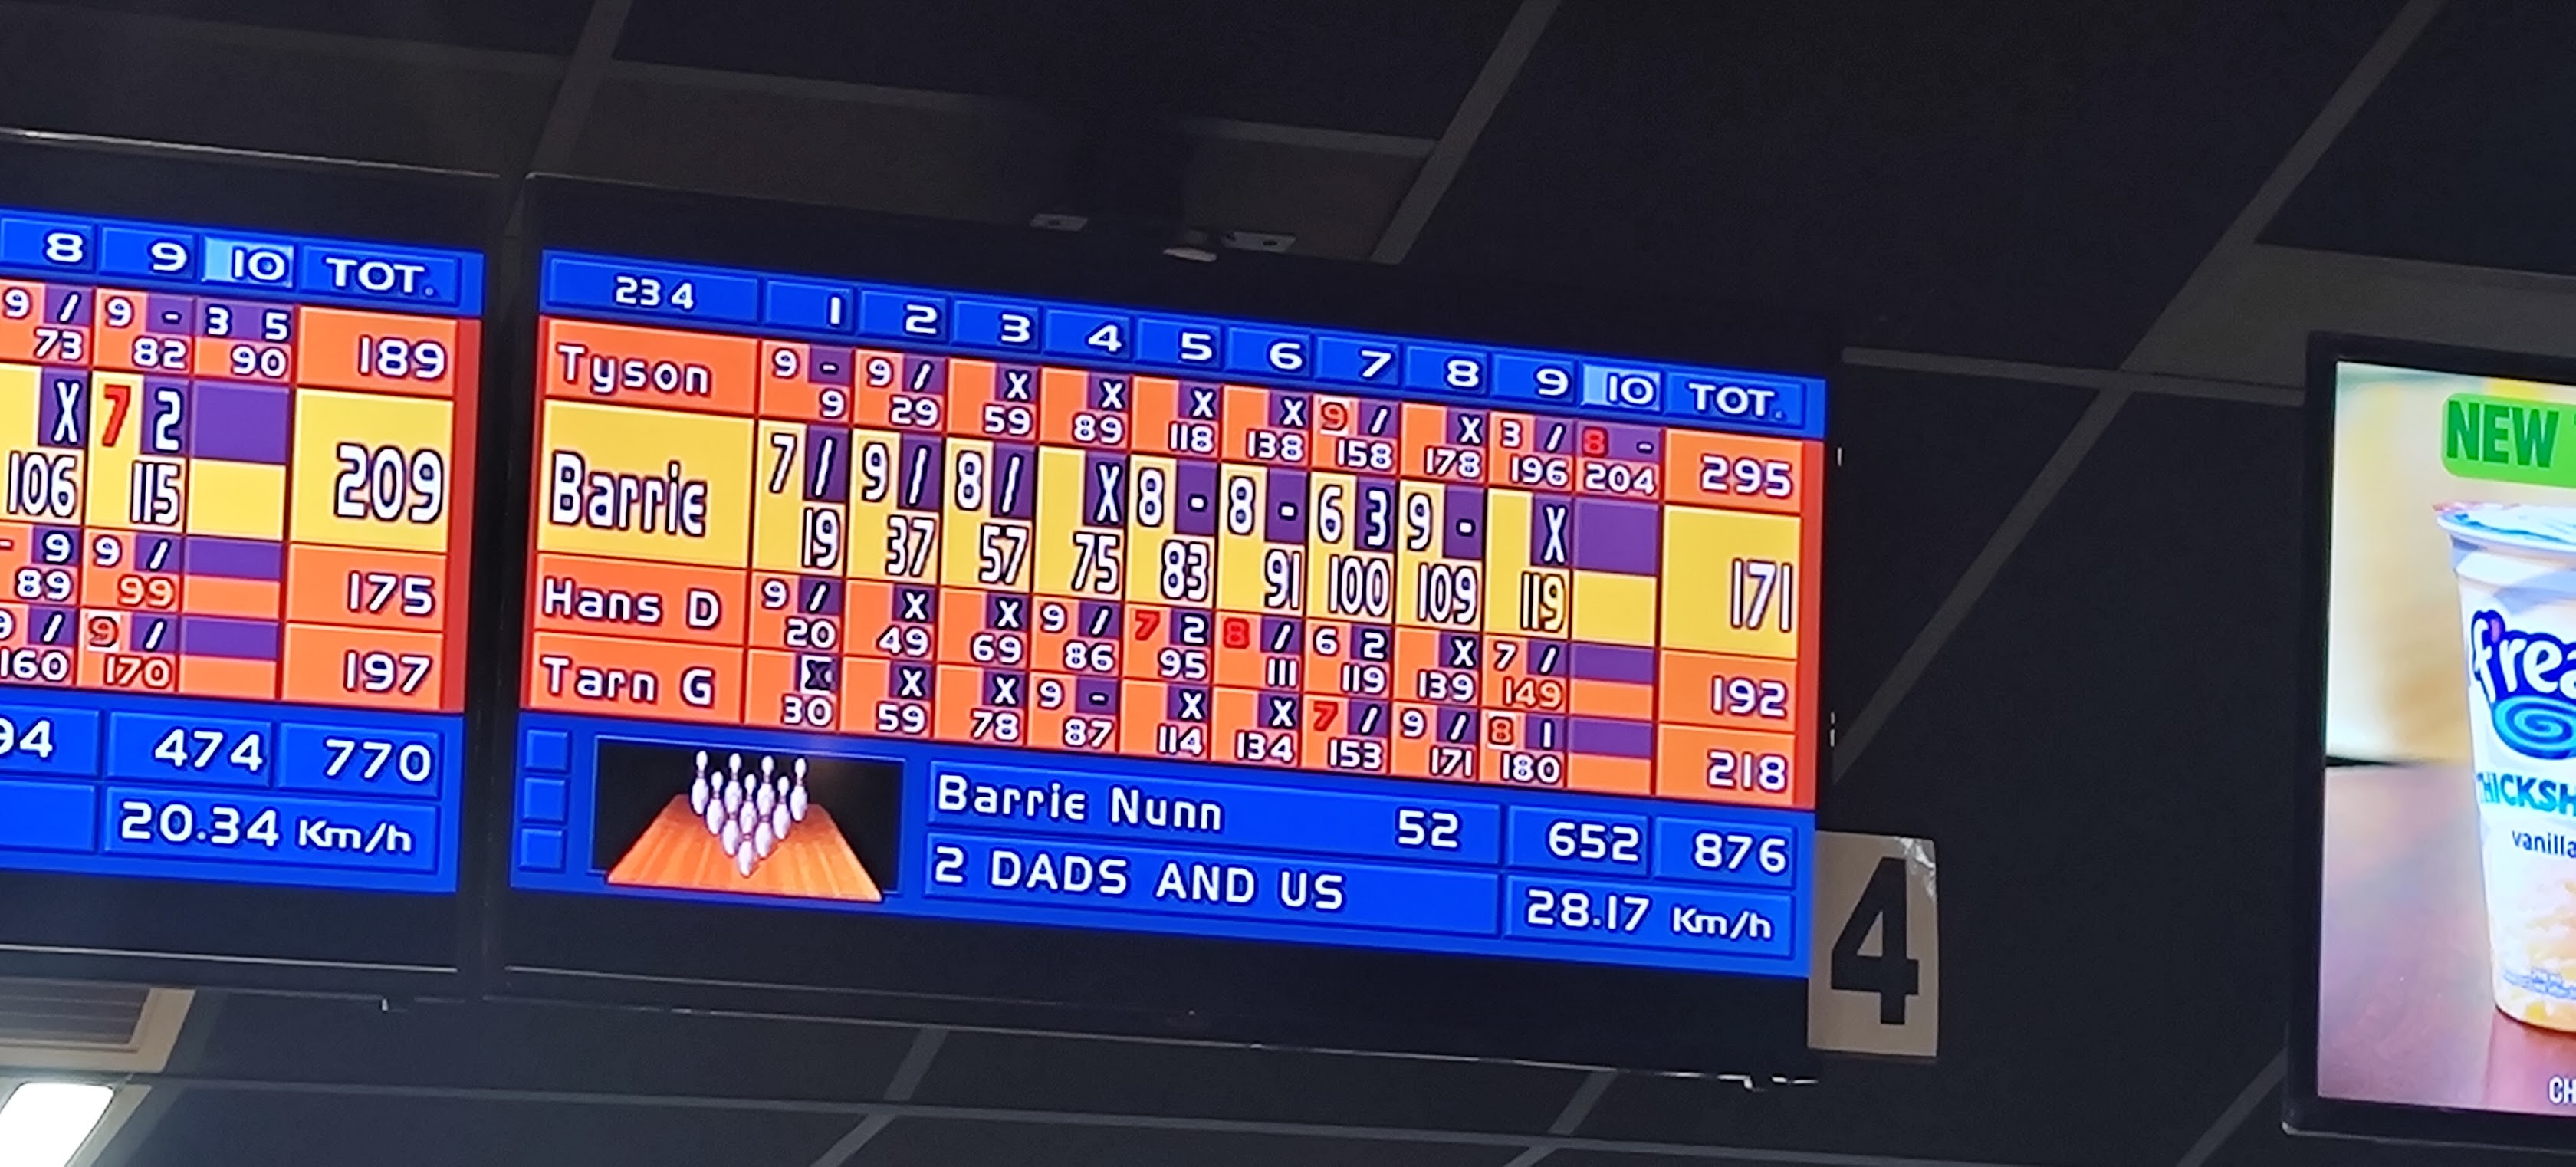 8 9 10 TOT.
9 / 9 - 3 5
73 82 90 189
X 7 2
106 115 209
- 9 9 /
89 99 175
9 / 9 /
160 170 197
94 474 770
20.34 Km/h
234 1 2 3 4 5 6 7 8 9 10 TOT.
Tyson 9 - 9 / X X X X 9 / X 3 / 8 -
9 29 59 89 118 138 158 178 196 204 295
Barrie 7 / 9 / 8 / X 8 - 8 - 6 3 9 - X
19 37 57 75 83 91 100 109 119 171
Hans D 9 / X X 9 / 7 2 8 / 6 2 X 7 /
20 49 69 86 95 111 119 139 149 192
Tarn G X X X 9 - X X 7 / 9 / 8 1
30 59 78 87 114 134 153 171 180 218
Barrie Nunn 52 652 876
2 DADS AND US 28.17 Km/h
4
NEW
vanilla